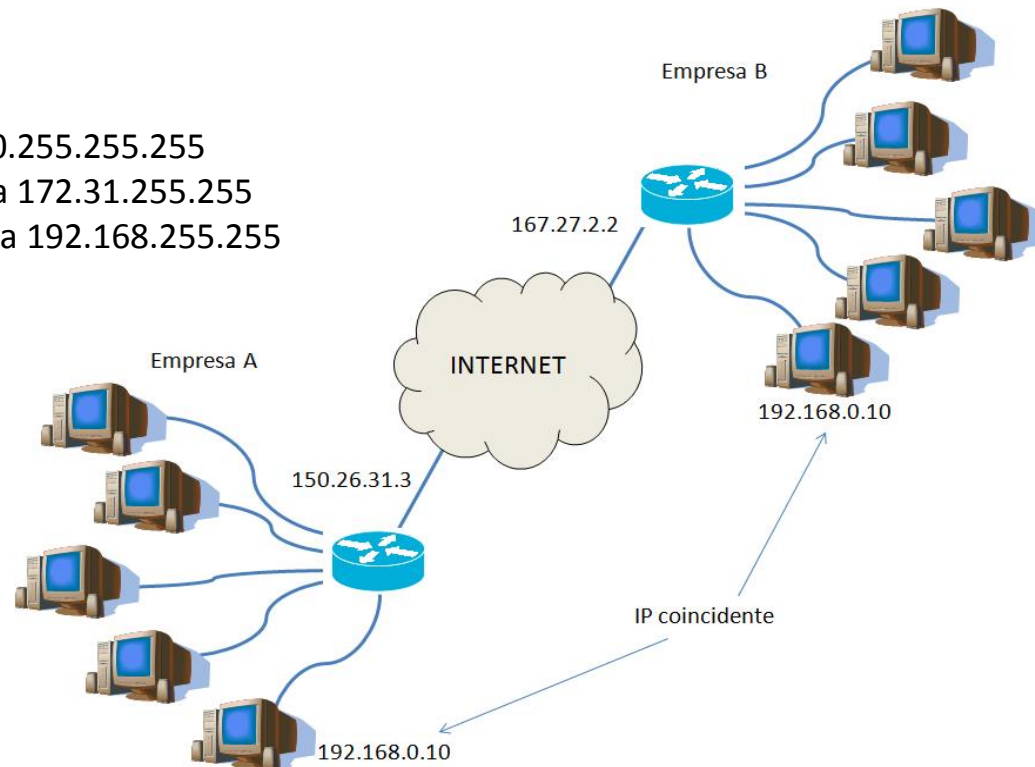 Empresa B
0.255.255.255
a 172.31.255.255
a 192.168.255.255
167.27.2.2
INTERNET
Empresa A
192.168.0.10
150.26.31.3
IP coincidente
192.168.0.10